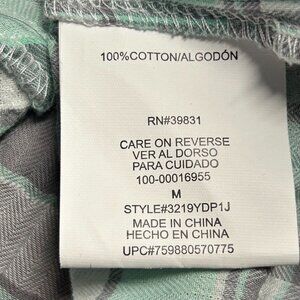 100%COTTON/ALGODÓN
RN#39831
CARE ON REVERSE
VER AL DORSO
PARA CUIDADO
100-00016955
M
STYLE#3219YDP1J
MADE IN CHINA
HECHO EN CHINA
UPC#759880570775